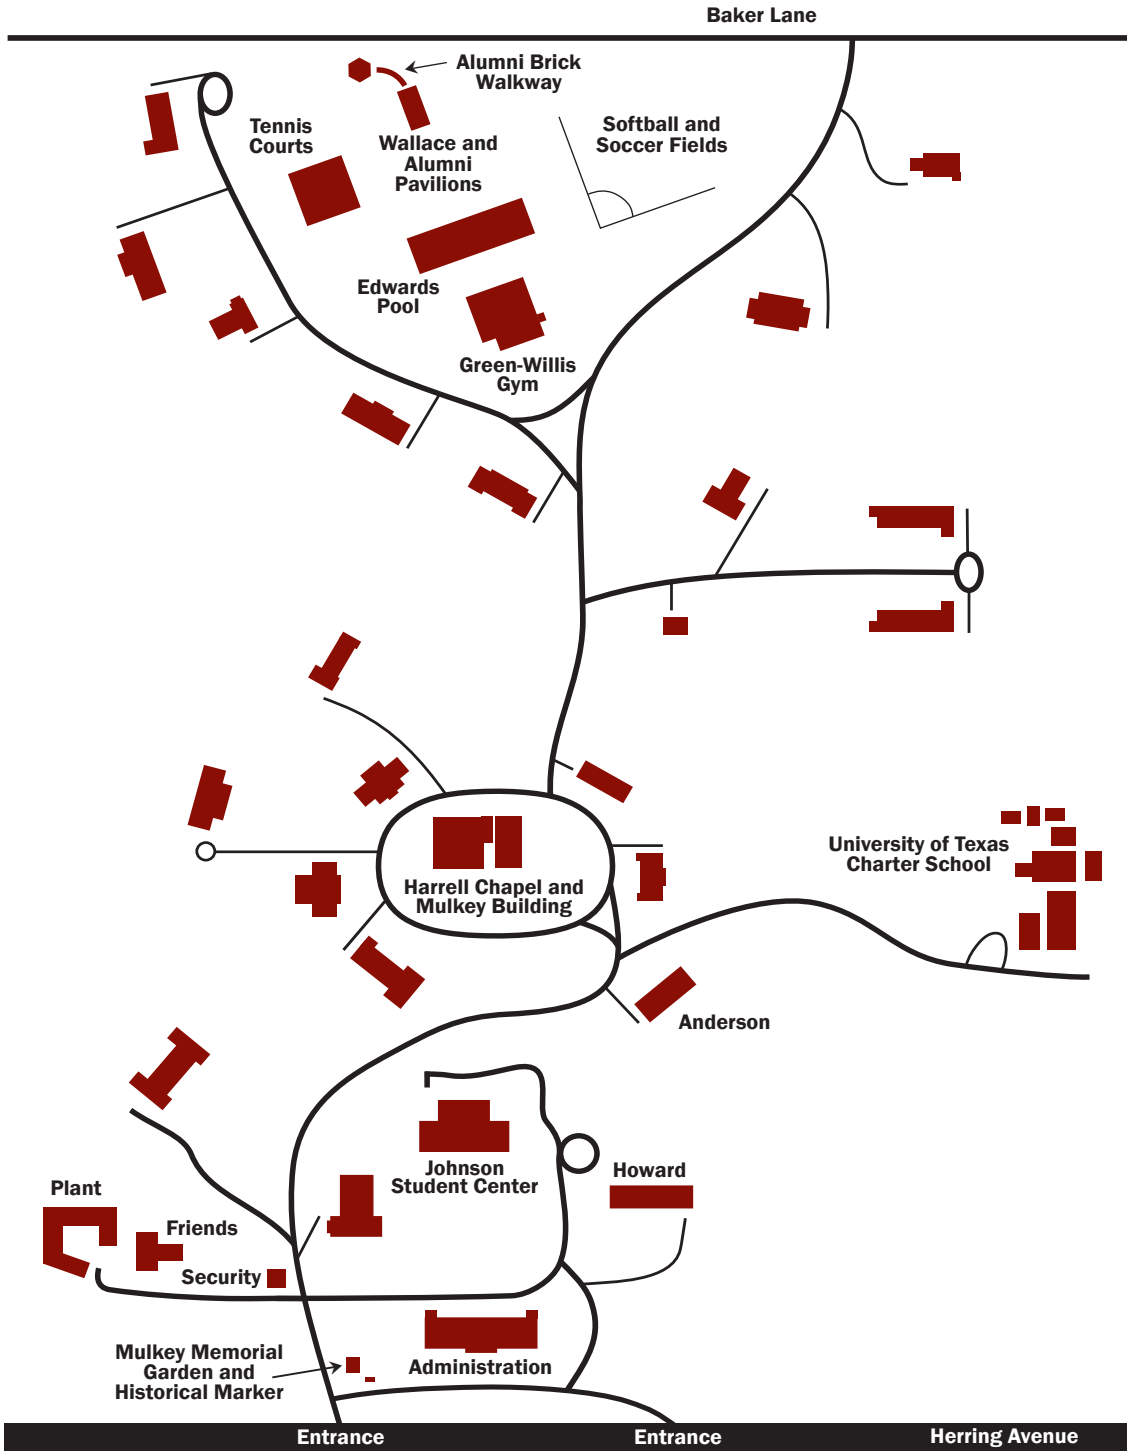 Baker Lane
Alumni Brick
Walkway
Tennis
Courts
Softball and
Soccer Fields
Wallace and
Alumni
Pavilions
Edwards
Pool
Green-Willis
Gym
University of Texas
Charter School
Harrell Chapel and
Mulkey Building
Anderson
Johnson
Student Center
Howard
Plant
Friends
Security
Mulkey Memorial
Garden and
Historical Marker
Administration
Entrance
Entrance
Herring Avenue